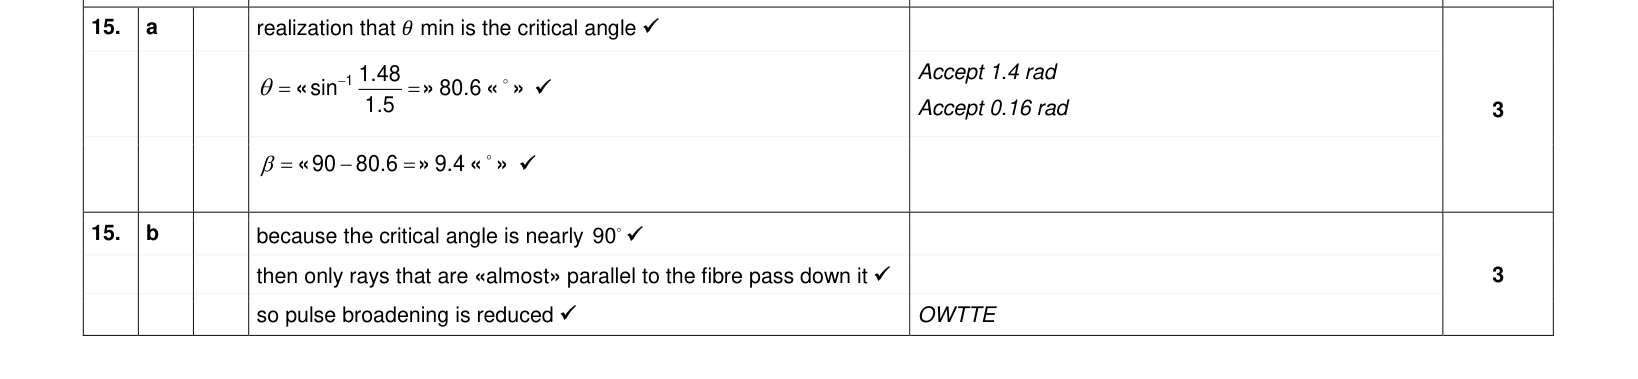 15. a realization that θ min is the critical angle ✓
θ = « sin⁻¹ 1.48/1.5 = » 80.6 « ° » ✓
Accept 1.4 rad
Accept 0.16 rad
3
β = « 90 – 80.6 = » 9.4 « ° » ✓
15. b because the critical angle is nearly 90° ✓
then only rays that are «almost» parallel to the fibre pass down it ✓
3
so pulse broadening is reduced ✓ OWTTE